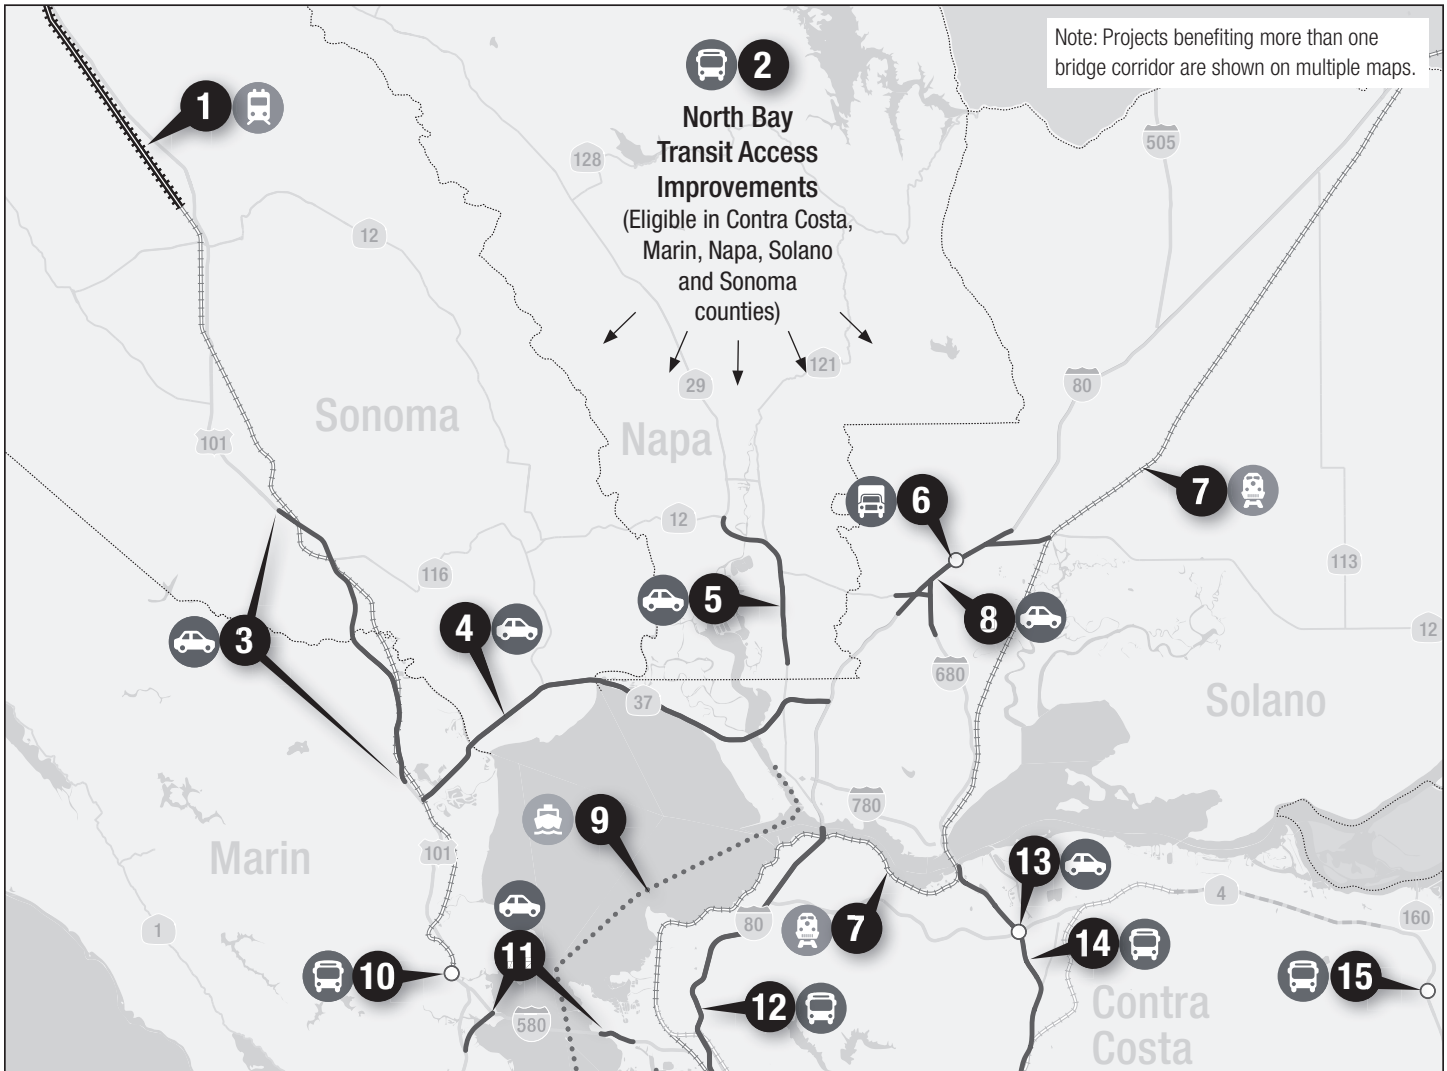 Note: Projects benefiting more than one
bridge corridor are shown on multiple maps.
2
North Bay
Transit Access
Improvements
(Eligible in Contra Costa,
Marin, Napa, Solano
and Sonoma
counties)
1
505
128
12
121
29
80
Sonoma
Napa
101
7
6
12
113
116
5
8
4
12
3
680
37
Solano
780
9
Marin
101
13
4
160
80
7
1
14
11
10
15
12
580
Contra
Costa